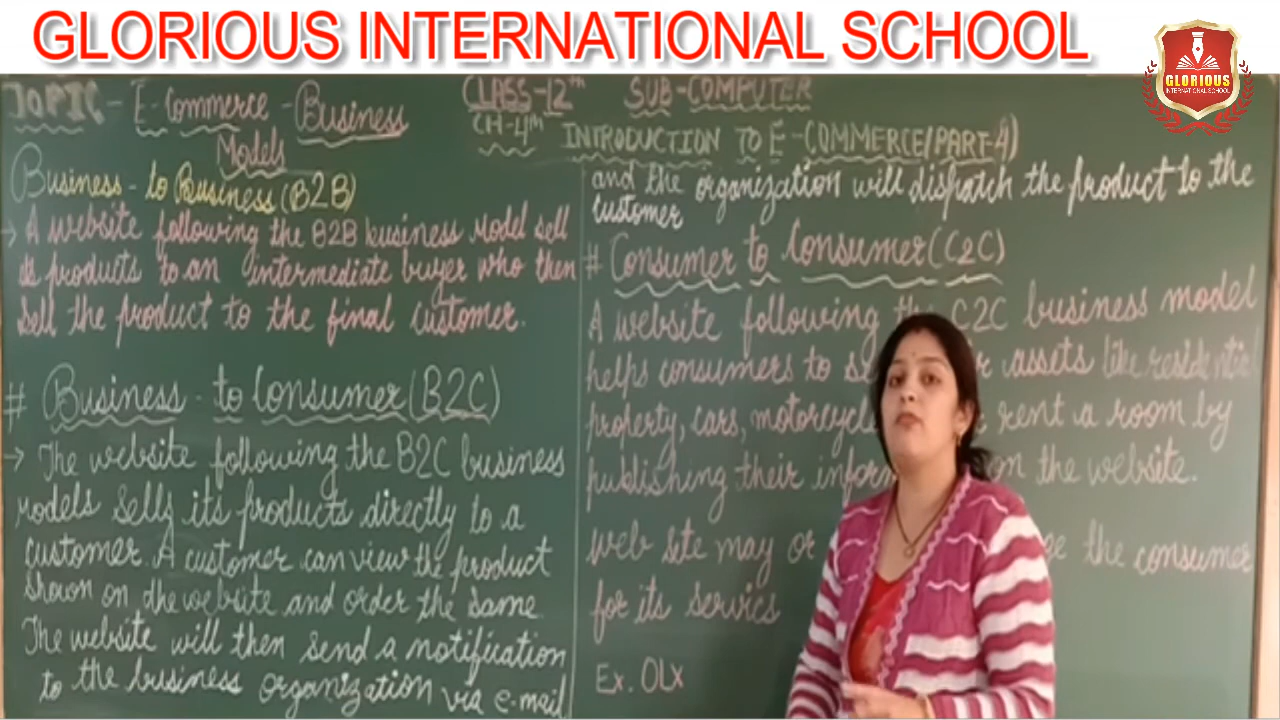 GLORIOUS INTERNATIONAL SCHOOL
GLORIOUS
INTERNATIONAL SCHOOL
TOPIC - E-Commerce - Business
Models
CLASS-12th SUB-COMPUTER
CH-4th INTRODUCTION TO E-COMMERCE(PART-4)
Business - to Business (B2B)
→ A website following the B2B business Model sell
its products to an intermediate buyer who then
sell the product to the final customer.
# Business - to Consumer (B2C)
→ The website following the B2C business
models sells its products directly to a
customer. A customer can view the product
shown on the website and order the same.
The website will then send a notification
to the business organization via e-mail
and the organization will dispatch the product to the
customer
# Consumer to Consumer (C2C)
A website following the C2C business model
helps consumers to assets like residential
property, cars, rent a room by
publishing their on the website.
web site may or the consumer
for its servics
Ex. OLX